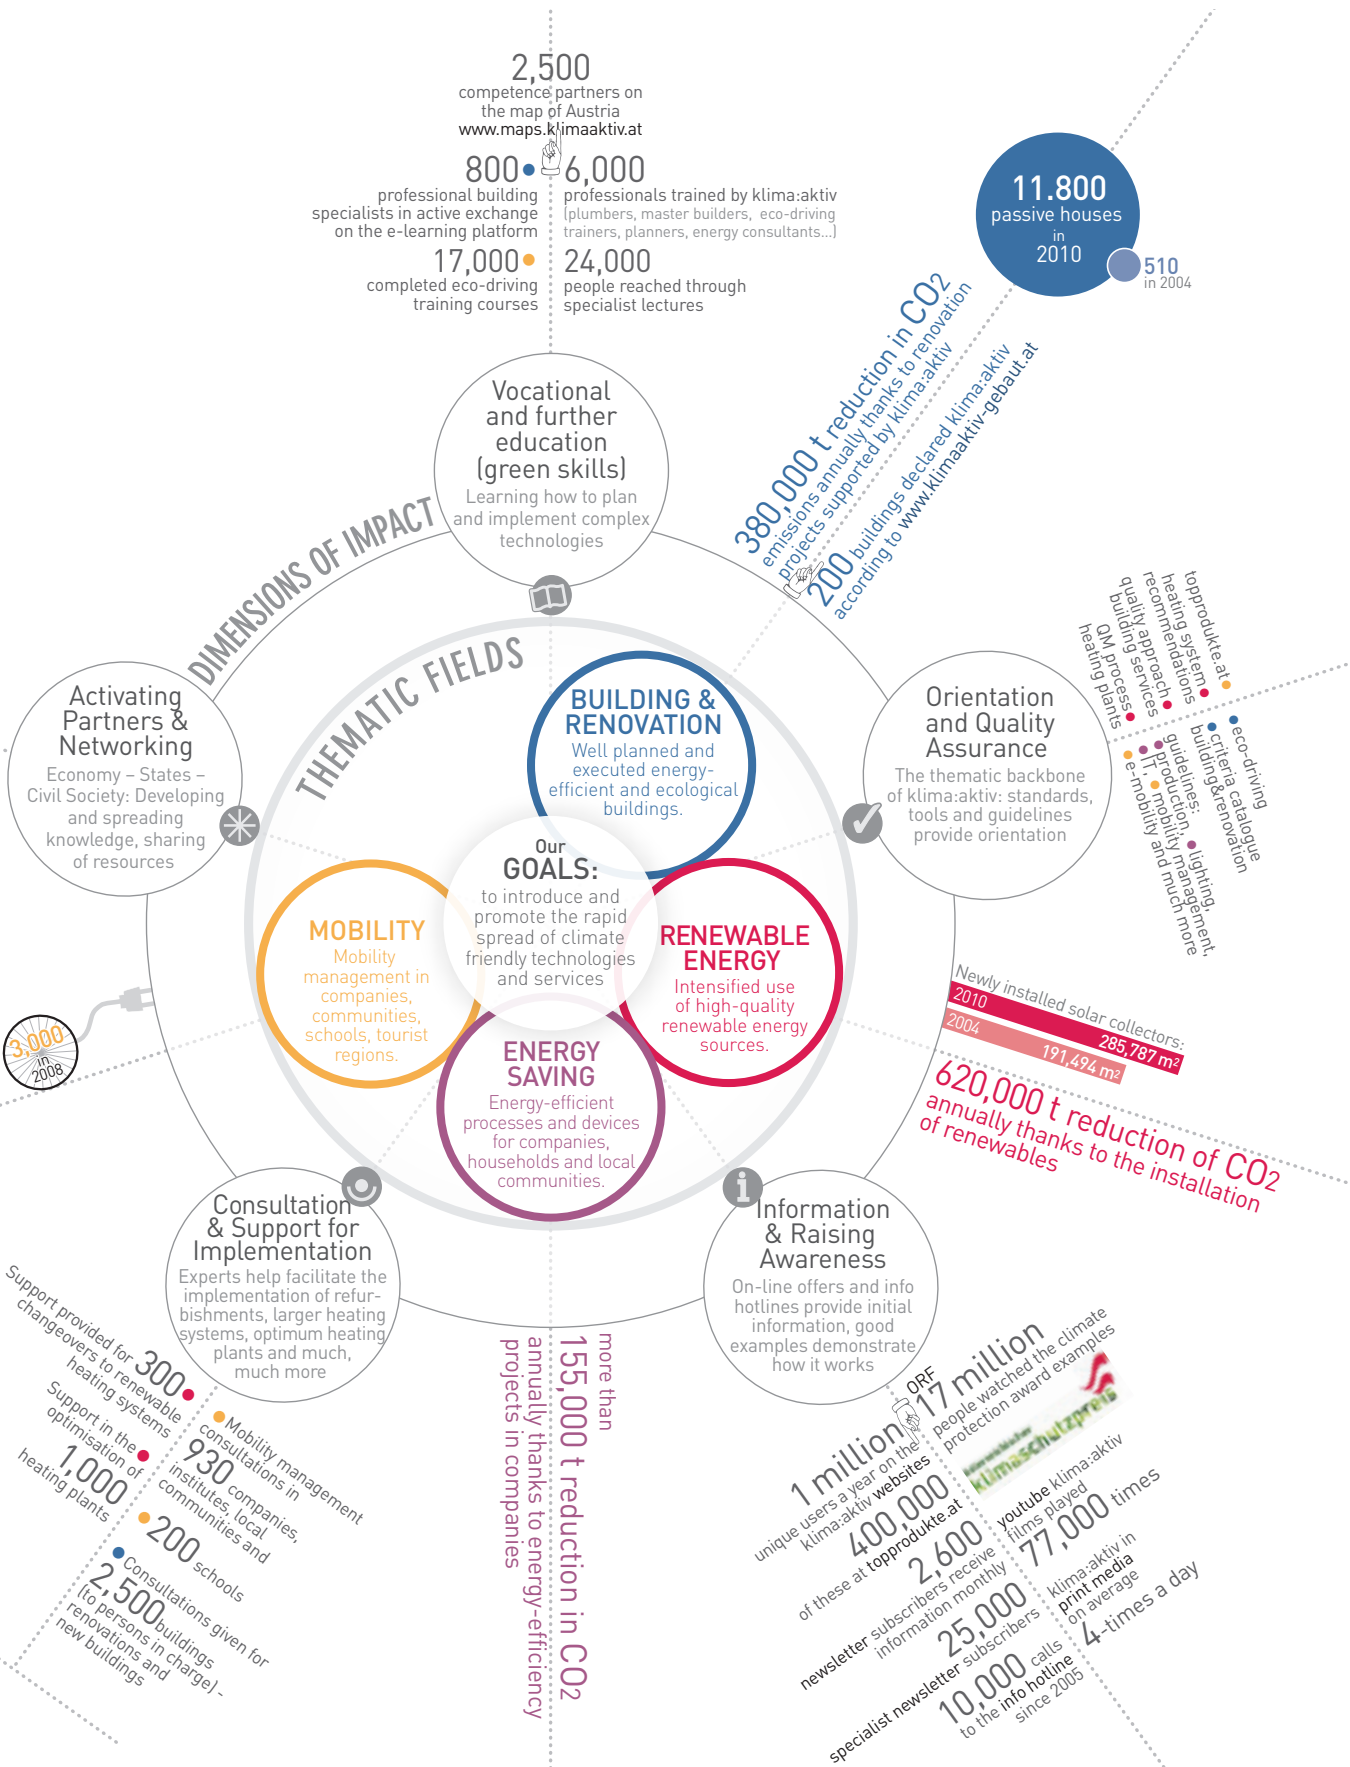 2,500
competence partners on
the map of Austria
www.maps.klimaaktiv.at
800
professional building
specialists in active exchange
on the e-learning platform
17,000
completed eco-driving
training courses
6,000
professionals trained by klima:aktiv
(plumbers, master builders, eco-driving
trainers, planners, energy consultants...)
24,000
people reached through
specialist lectures
11.800
passive houses
in
2010
510
in 2004
380,000 t reduction in CO2
emissions annually thanks to renovation
projects supported by klima:aktiv
200 buildings declared klima:aktiv
according to www.klimaaktiv-gebaut.at
Vocational
and further
education
(green skills)
Learning how to plan
and implement complex
technologies
DIMENSIONS OF IMPACT
THEMATIC FIELDS
Activating
Partners &
Networking
Economy – States –
Civil Society: Developing
and spreading
knowledge, sharing
of resources
BUILDING &
RENOVATION
Well planned and
executed energy-
efficient and ecological
buildings.
Orientation
and Quality
Assurance
The thematic backbone
of klima:aktiv: standards,
tools and guidelines
provide orientation
topprodukte.at
heating system
recommendations
quality approach
building services
QM process
heating plants
eco-driving
criteria catalogue
building&renovation
guidelines:
production, lighting,
IT, mobility management,
e-mobility and much more
Our
GOALS:
to introduce and
promote the rapid
spread of climate
friendly technologies
and services
MOBILITY
Mobility
management in
companies,
communities,
schools, tourist
regions.
RENEWABLE
ENERGY
Intensified use
of high-quality
renewable energy
sources.
ENERGY
SAVING
Energy-efficient
processes and devices
for companies,
households and local
communities.
3,000
in
2008
Newly installed solar collectors:
2010
285,787 m2
2004
191,494 m2
620,000 t reduction of CO2
annually thanks to the installation
of renewables
Consultation
& Support for
Implementation
Experts help facilitate the
implementation of refur-
bishments, larger heating
systems, optimum heating
plants and much,
much more
Information
& Raising
Awareness
On-line offers and info
hotlines provide initial
information, good
examples demonstrate
how it works
Support provided for 300
changeovers to renewable
heating systems
Support in the
optimisation of
1,000
heating plants
Mobility management
consultations in
930 companies,
institutes, local
communities and
200 schools
Consultations given for
2,500 buildings
(to persons in charge) -
renovations and
new buildings
more than
155,000 t reduction in CO2
annually thanks to energy-efficiency
projects in companies
1 million
unique users a year on the
klima:aktiv websites
400,000
of these at topprodukte.at
2,600
newsletter subscribers receive
information monthly
25,000
specialist newsletter subscribers
10,000 calls
to the info hotline
since 2005
ORF
17 million
people watched the climate
protection award examples
klimaschutzpreis
youtube klima:aktiv
films played
77,000 times
klima:aktiv in
print media
on average
4-times a day